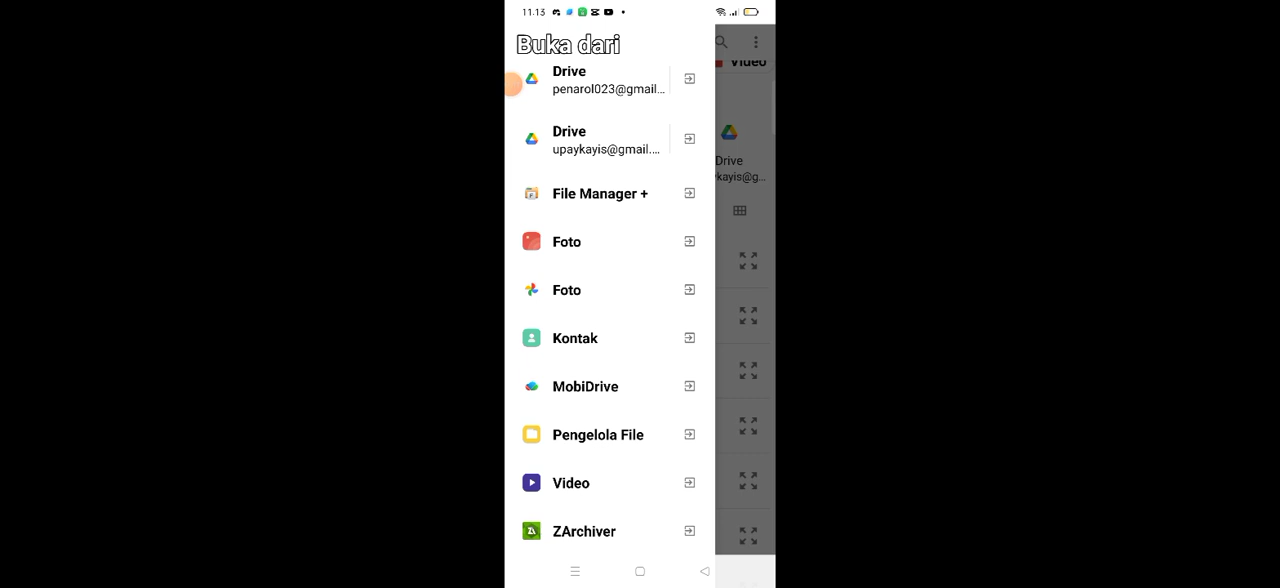 11.13
Buka dari
Video
Drive
penarol023@gmail...
Drive
upaykayis@gmail....
Drive
ykayis@g...
File Manager +
Foto
Foto
Kontak
MobiDrive
Pengelola File
Video
ZArchiver